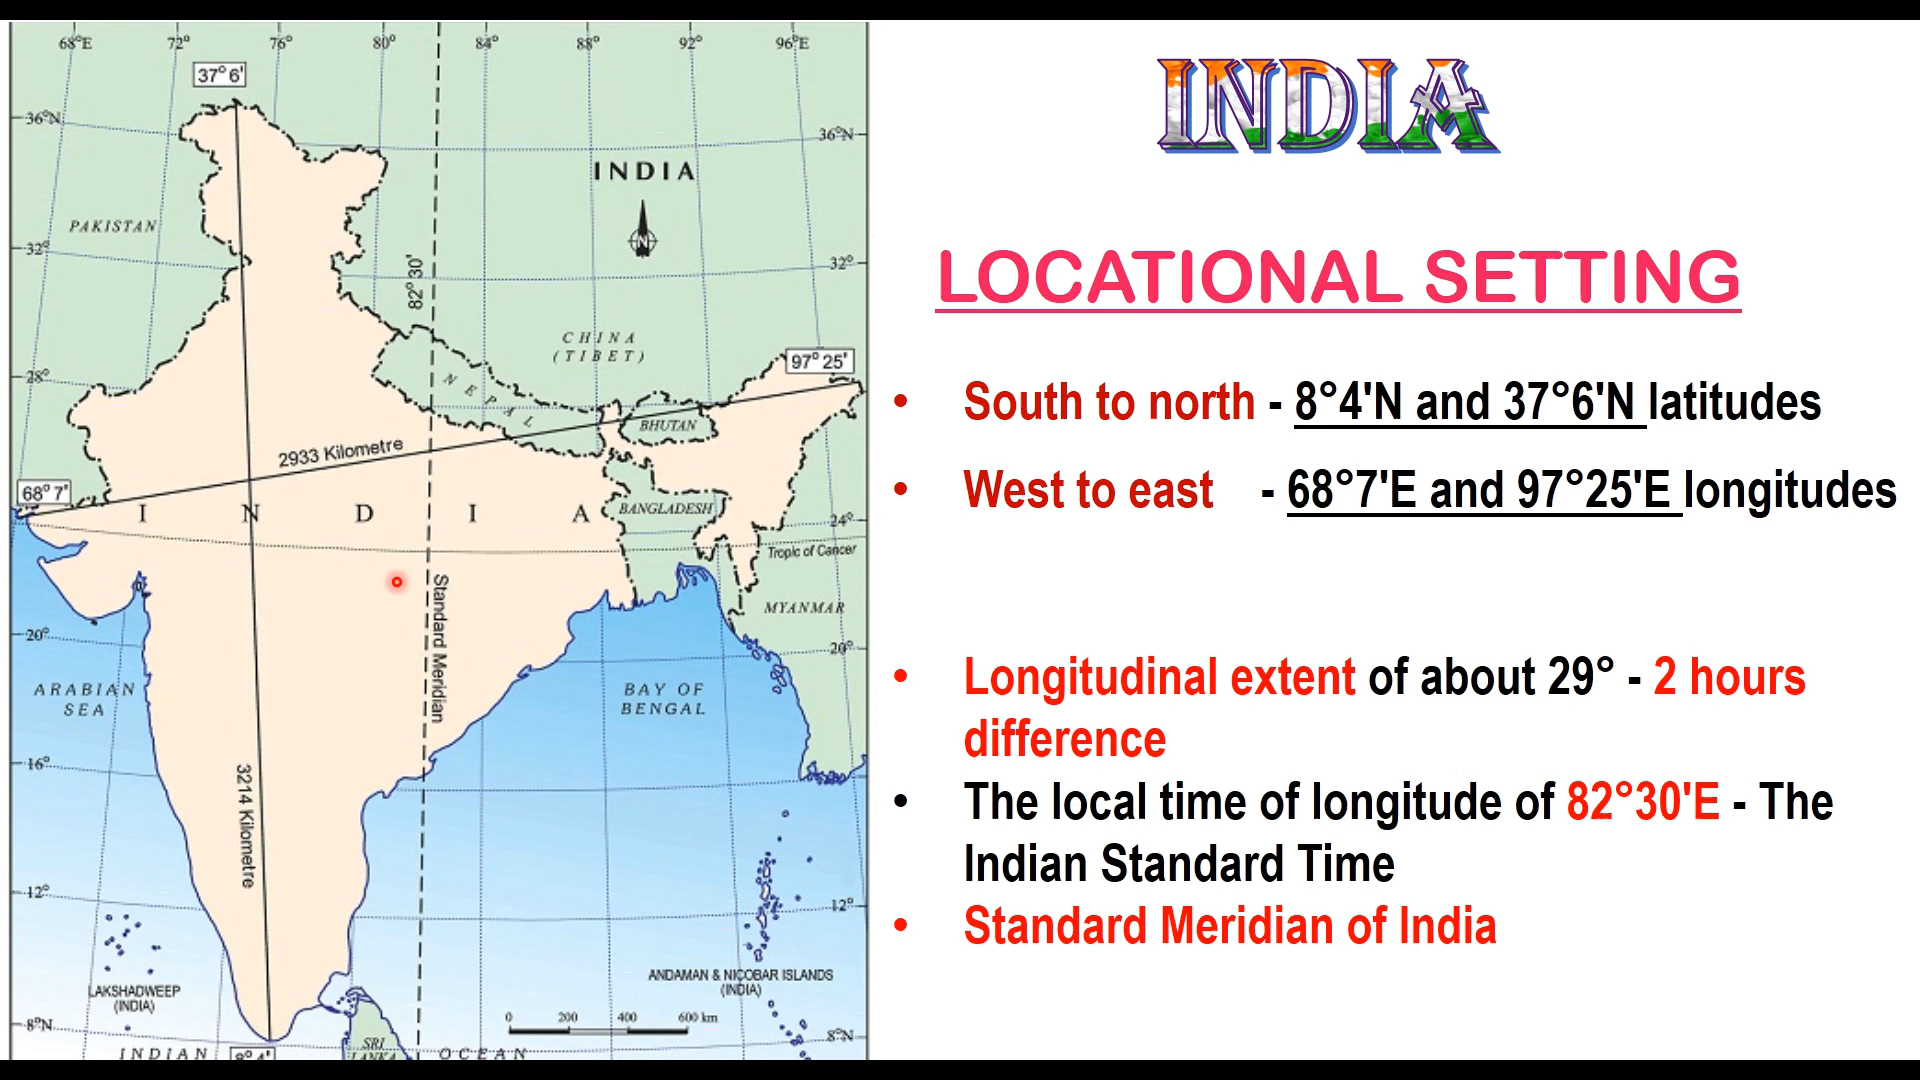 68°E 72° 76° 80° 84° 88° 92° 96°E
37° 6'
36°N
36°N
INDIA
PAKISTAN
N
32°
32°
82° 30'
CHINA
(TIBET)
97° 25'
28°
NEPAL
BHUTAN
2933 Kilometre
68° 7'
I N D I A
BANGLADESH
24°
Tropic of Cancer
Standard Meridian
MYANMAR
20°
20°
ARABIAN
SEA
BAY OF
BENGAL
16°
3214 Kilometre
12°
12°
LAKSHADWEEP
(INDIA)
ANDAMAN & NICOBAR ISLANDS
(INDIA)
0 200 400 600 km
8°N
8°N
SRI
LANKA
INDIAN OCEAN
8° 4'
INDIA
LOCATIONAL SETTING
• South to north - 8°4'N and 37°6'N latitudes
• West to east - 68°7'E and 97°25'E longitudes
• Longitudinal extent of about 29° - 2 hours
difference
• The local time of longitude of 82°30'E - The
Indian Standard Time
• Standard Meridian of India